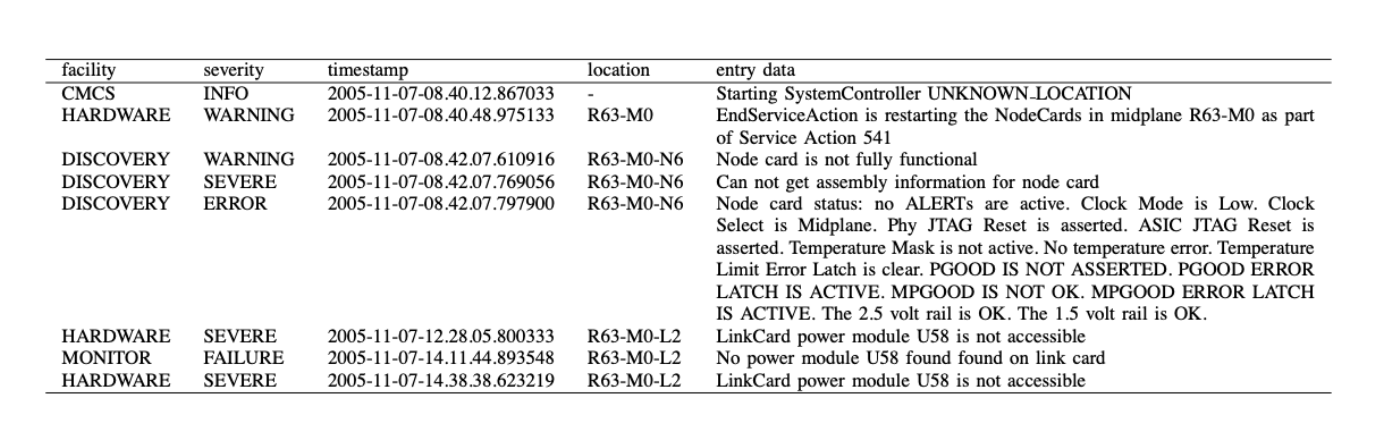 facility severity timestamp location entry data
CMCS INFO 2005-11-07-08.40.12.867033 - Starting SystemController UNKNOWN_LOCATION
HARDWARE WARNING 2005-11-07-08.40.48.975133 R63-M0 EndServiceAction is restarting the NodeCards in midplane R63-M0 as part
of Service Action 541
DISCOVERY WARNING 2005-11-07-08.42.07.610916 R63-M0-N6 Node card is not fully functional
DISCOVERY SEVERE 2005-11-07-08.42.07.769056 R63-M0-N6 Can not get assembly information for node card
DISCOVERY ERROR 2005-11-07-08.42.07.797900 R63-M0-N6 Node card status: no ALERTs are active. Clock Mode is Low. Clock
Select is Midplane. Phy JTAG Reset is asserted. ASIC JTAG Reset is
asserted. Temperature Mask is not active. No temperature error. Temperature
Limit Error Latch is clear. PGOOD IS NOT ASSERTED. PGOOD ERROR
LATCH IS ACTIVE. MPGOOD IS NOT OK. MPGOOD ERROR LATCH
IS ACTIVE. The 2.5 volt rail is OK. The 1.5 volt rail is OK.
HARDWARE SEVERE 2005-11-07-12.28.05.800333 R63-M0-L2 LinkCard power module U58 is not accessible
MONITOR FAILURE 2005-11-07-14.11.44.893548 R63-M0-L2 No power module U58 found found on link card
HARDWARE SEVERE 2005-11-07-14.38.38.623219 R63-M0-L2 LinkCard power module U58 is not accessible